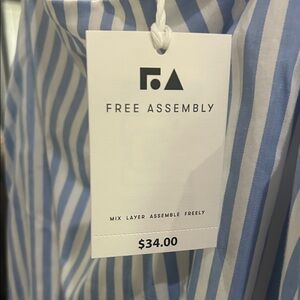 FREE ASSEMBLY
MIX LAYER ASSEMBLE FREELY
$34.00